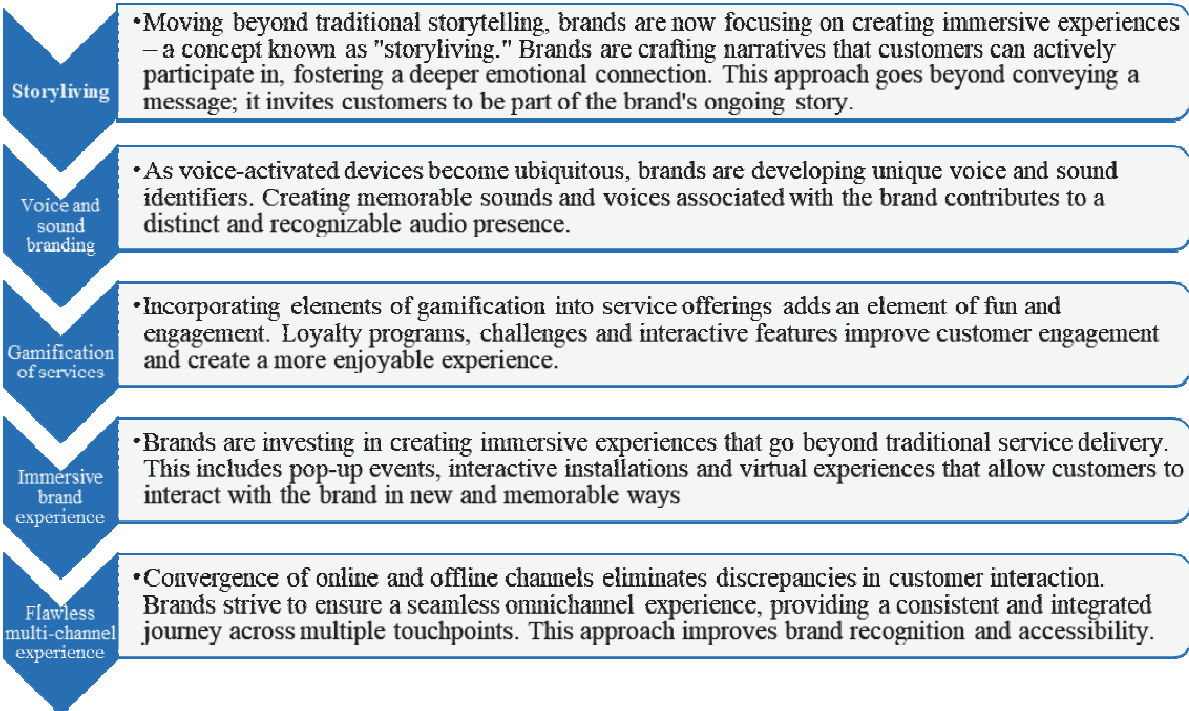 Storyliving
•Moving beyond traditional storytelling, brands are now focusing on creating immersive experiences
– a concept known as "storyliving." Brands are crafting narratives that customers can actively
participate in, fostering a deeper emotional connection. This approach goes beyond conveying a
message; it invites customers to be part of the brand's ongoing story.
Voice and
sound
branding
•As voice-activated devices become ubiquitous, brands are developing unique voice and sound
identifiers. Creating memorable sounds and voices associated with the brand contributes to a
distinct and recognizable audio presence.
Gamification
of services
•Incorporating elements of gamification into service offerings adds an element of fun and
engagement. Loyalty programs, challenges and interactive features improve customer engagement
and create a more enjoyable experience.
Immersive
brand
experience
•Brands are investing in creating immersive experiences that go beyond traditional service delivery.
This includes pop-up events, interactive installations and virtual experiences that allow customers to
interact with the brand in new and memorable ways
Flawless
multi-channel
experience
•Convergence of online and offline channels eliminates discrepancies in customer interaction.
Brands strive to ensure a seamless omnichannel experience, providing a consistent and integrated
journey across multiple touchpoints. This approach improves brand recognition and accessibility.